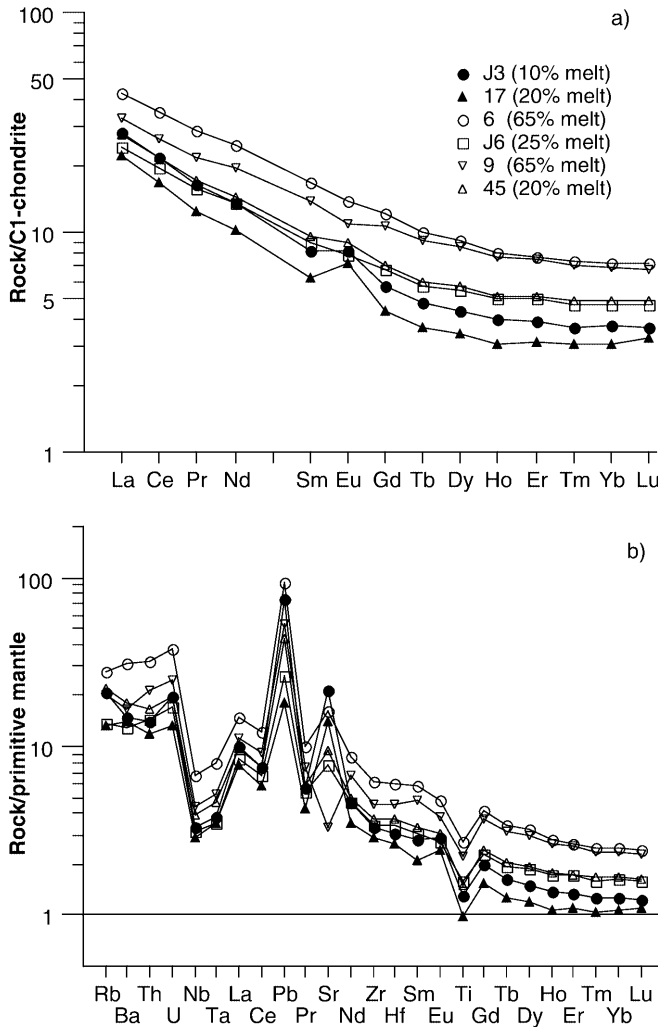 a)
100
50
10
5
1
Rock/C1-chondrite
J3 (10% melt)
17 (20% melt)
6 (65% melt)
J6 (25% melt)
9 (65% melt)
45 (20% melt)
La Ce Pr Nd Sm Eu Gd Tb Dy Ho Er Tm Yb Lu
b)
100
10
1
Rock/primitive mantle
Rb Th Nb La Pb Sr Zr Sm Ti Tb Ho Tm Lu
Ba U Ta Ce Pr Nd Hf Eu Gd Dy Er Yb